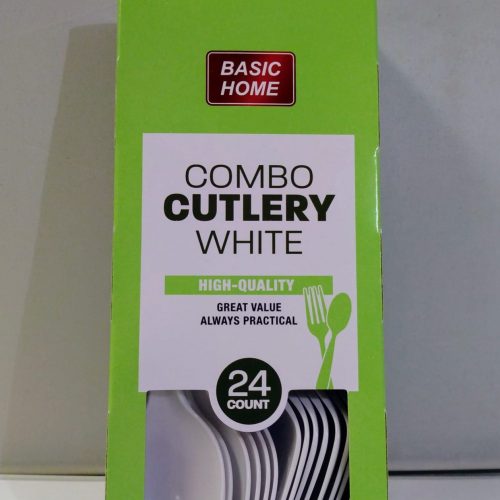 BASIC
HOME
COMBO
CUTLERY
WHITE
HIGH-QUALITY
GREAT VALUE
ALWAYS PRACTICAL
24
COUNT